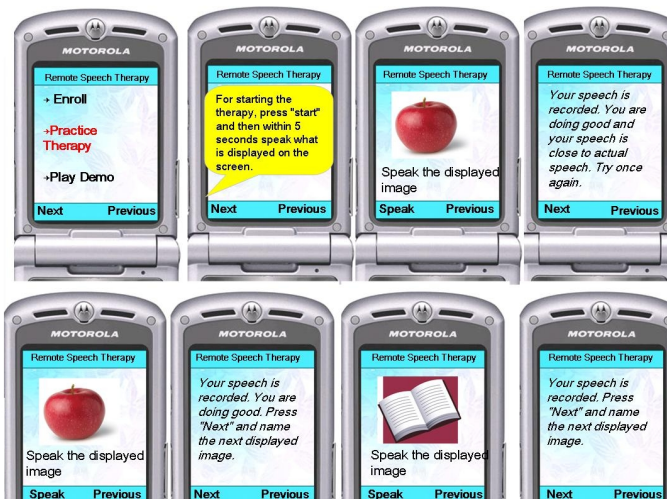 MOTOROLA
Remote Speech Therapy
→ Enroll
→Practice
Therapy
→Play Demo
Next Previous
MOTOROLA
Remote Speech Therapy
For starting the
therapy, press "start"
and then within 5
seconds speak what
is displayed on the
screen.
Next Previous
MOTOROLA
Remote Speech Therapy
Speak the displayed
image
Speak Previous
MOTOROLA
Remote Speech Therapy
Your speech is
recorded. You are
doing good and
your speech is
close to actual
speech. Try once
again.
Next Previous
MOTOROLA
Remote Speech Therapy
Speak the displayed
image
Speak Previous
MOTOROLA
Remote Speech Therapy
Your speech is
recorded. You are
doing good. Press
"Next" and name
the next displayed
image.
Next Previous
MOTOROLA
Remote Speech Therapy
Speak the displayed
image
Speak Previous
MOTOROLA
Remote Speech Therapy
Your speech is
recorded. Press
"Next" and name
the next displayed
image.
Next Previous